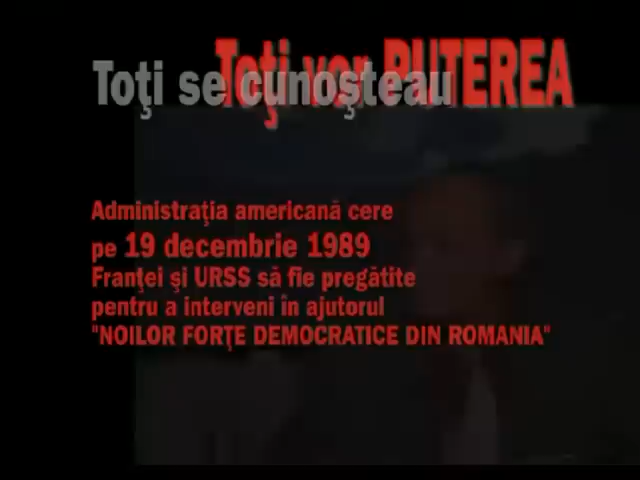 Toţi se cunoşteau
Toţi vor PUTEREA
Administraţia americană cere
pe 19 decembrie 1989
Franţei şi URSS să fie pregătite
pentru a interveni în ajutorul
"NOILOR FORŢE DEMOCRATICE DIN ROMANIA"